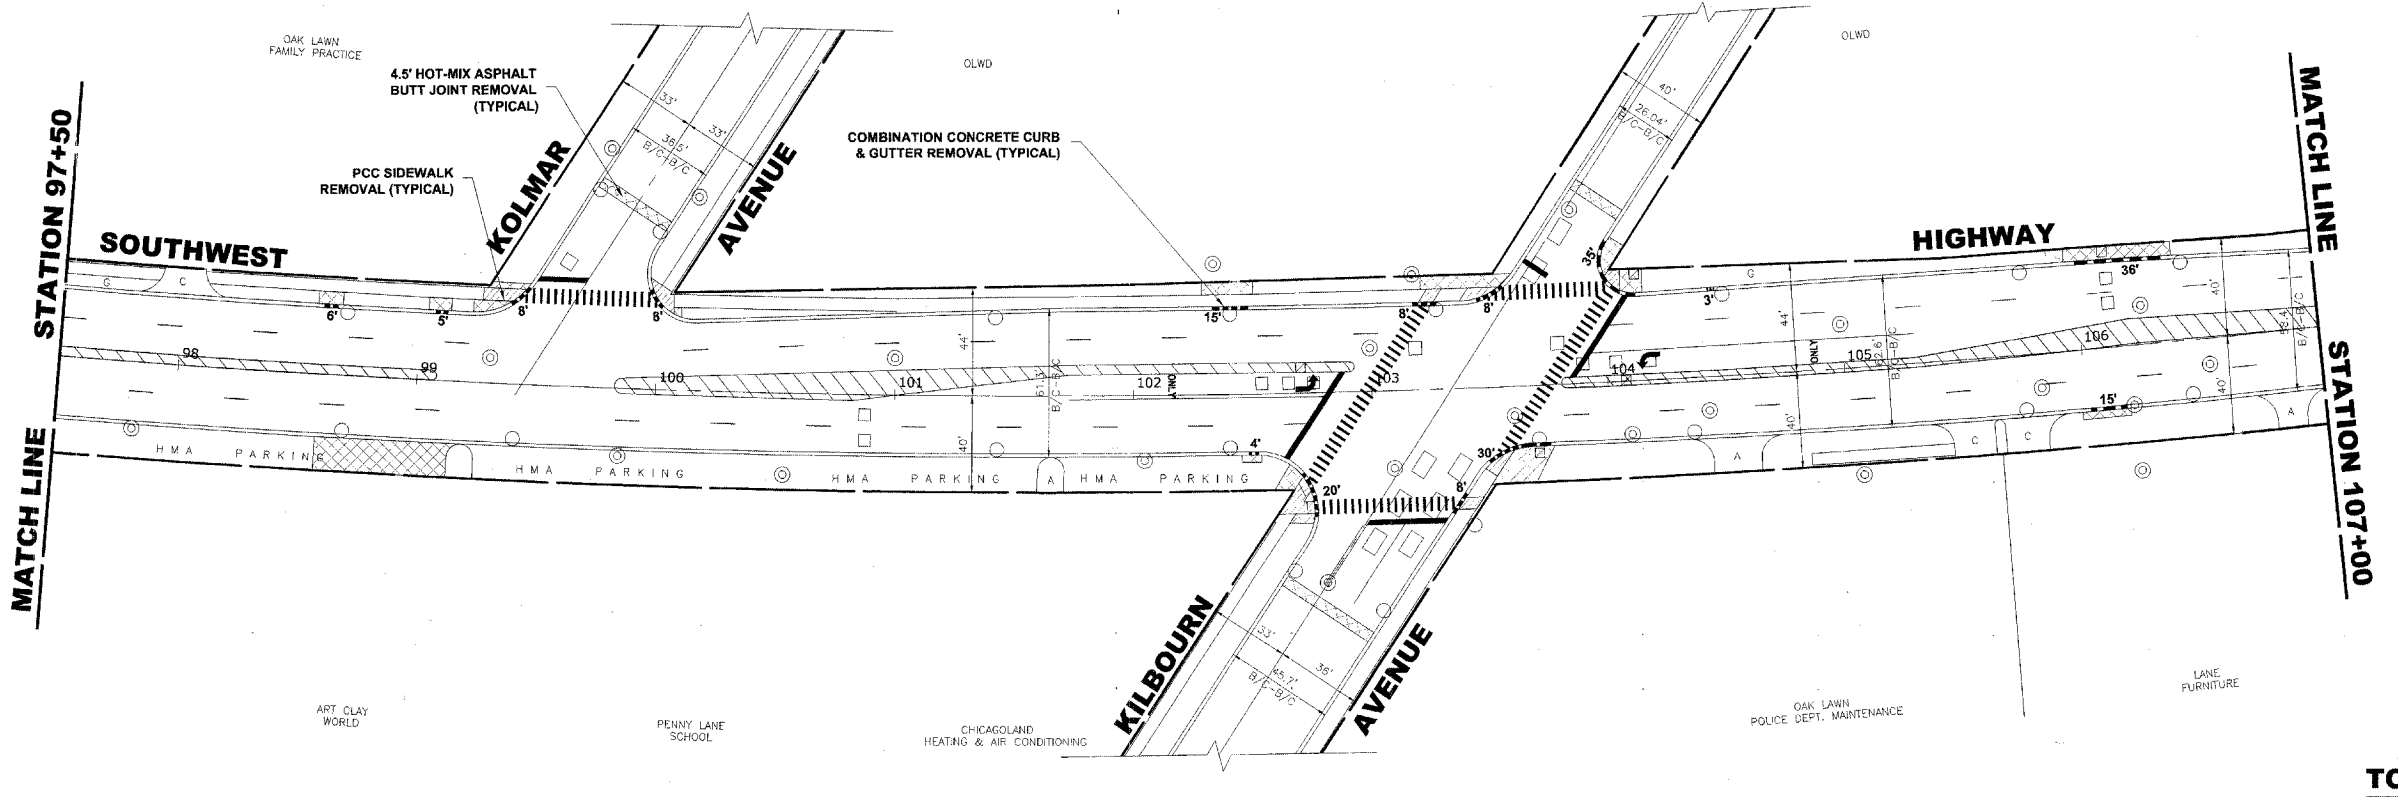 OAK LAWN
FAMILY PRACTICE
4.5' HOT-MIX ASPHALT
BUTT JOINT REMOVAL
(TYPICAL)
PCC SIDEWALK
REMOVAL (TYPICAL)
OLWD
COMBINATION CONCRETE CURB
& GUTTER REMOVAL (TYPICAL)
OLWD
MATCH LINE
STATION 97+50
SOUTHWEST
HIGHWAY
KOLMAR
AVENUE
33'
33'
36.5'
B/C-B/C
40'
26.04'
B/C-B/C
MATCH LINE
STATION 107+00
G
C
6'
5'
8'
8'
15'
8'
8'
35'
3'
G
36'
98
99
100
101
102
103
104
105
106
44'
61.3'
B/C-B/C
40'
ONLY
ONLY
44'
B/C-B/C
40'
40'
B/C-B/C
40'
15'
HMA PARKING
HMA PARKING
HMA PARKING
A
HMA PARKING
4'
20'
30'
8'
A
C
C
A
KILBOURN
AVENUE
33'
36'
45.7'
B/C-B/C
ART CLAY
WORLD
PENNY LANE
SCHOOL
CHICAGOLAND
HEATING & AIR CONDITIONING
OAK LAWN
POLICE DEPT. MAINTENANCE
LANE
FURNITURE